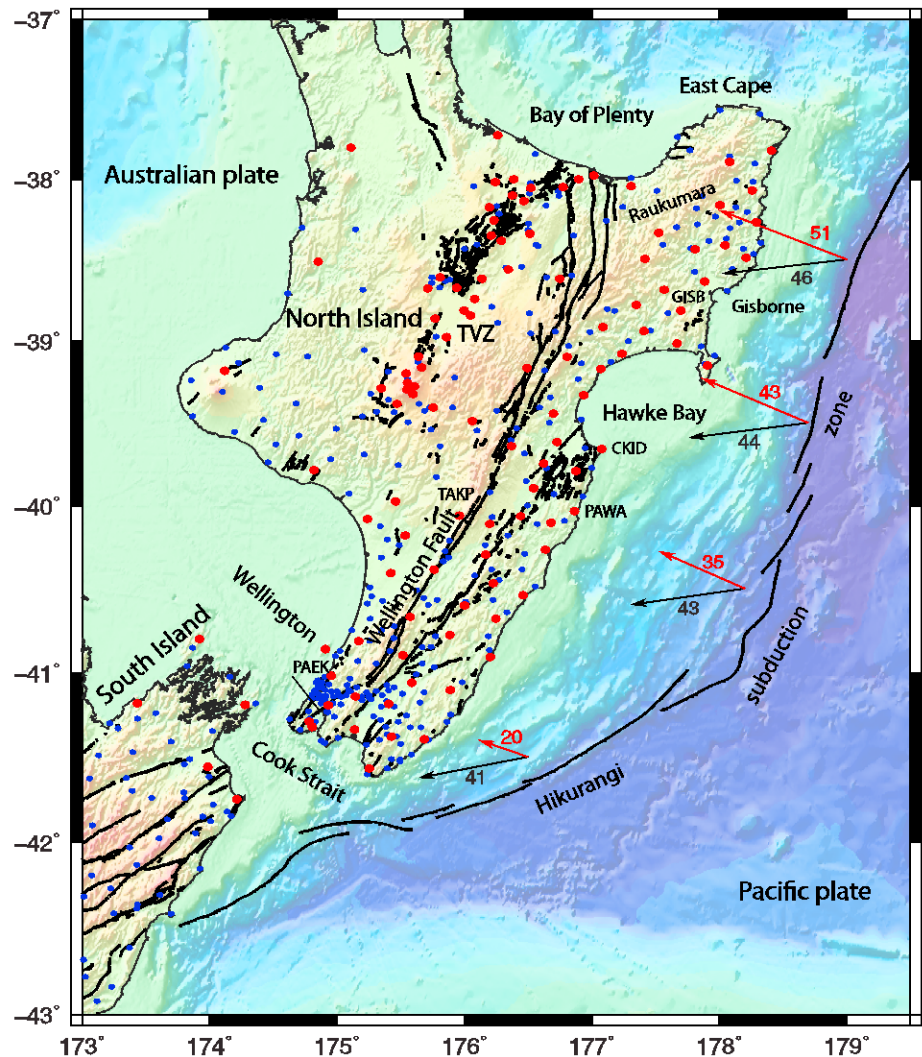 −37°
East Cape
Bay of Plenty
Australian plate
−38°
Raukumara
51
46
GISB
Gisborne
North Island
TVZ
−39°
43
Hawke Bay
44
zone
CKID
TAKP
−40°
PAWA
Wellington Fault
35
Wellington
43
South Island
−41°
PAEK
subduction
20
Cook Strait
41
Hikurangi
−42°
Pacific plate
−43°
173° 174° 175° 176° 177° 178° 179°